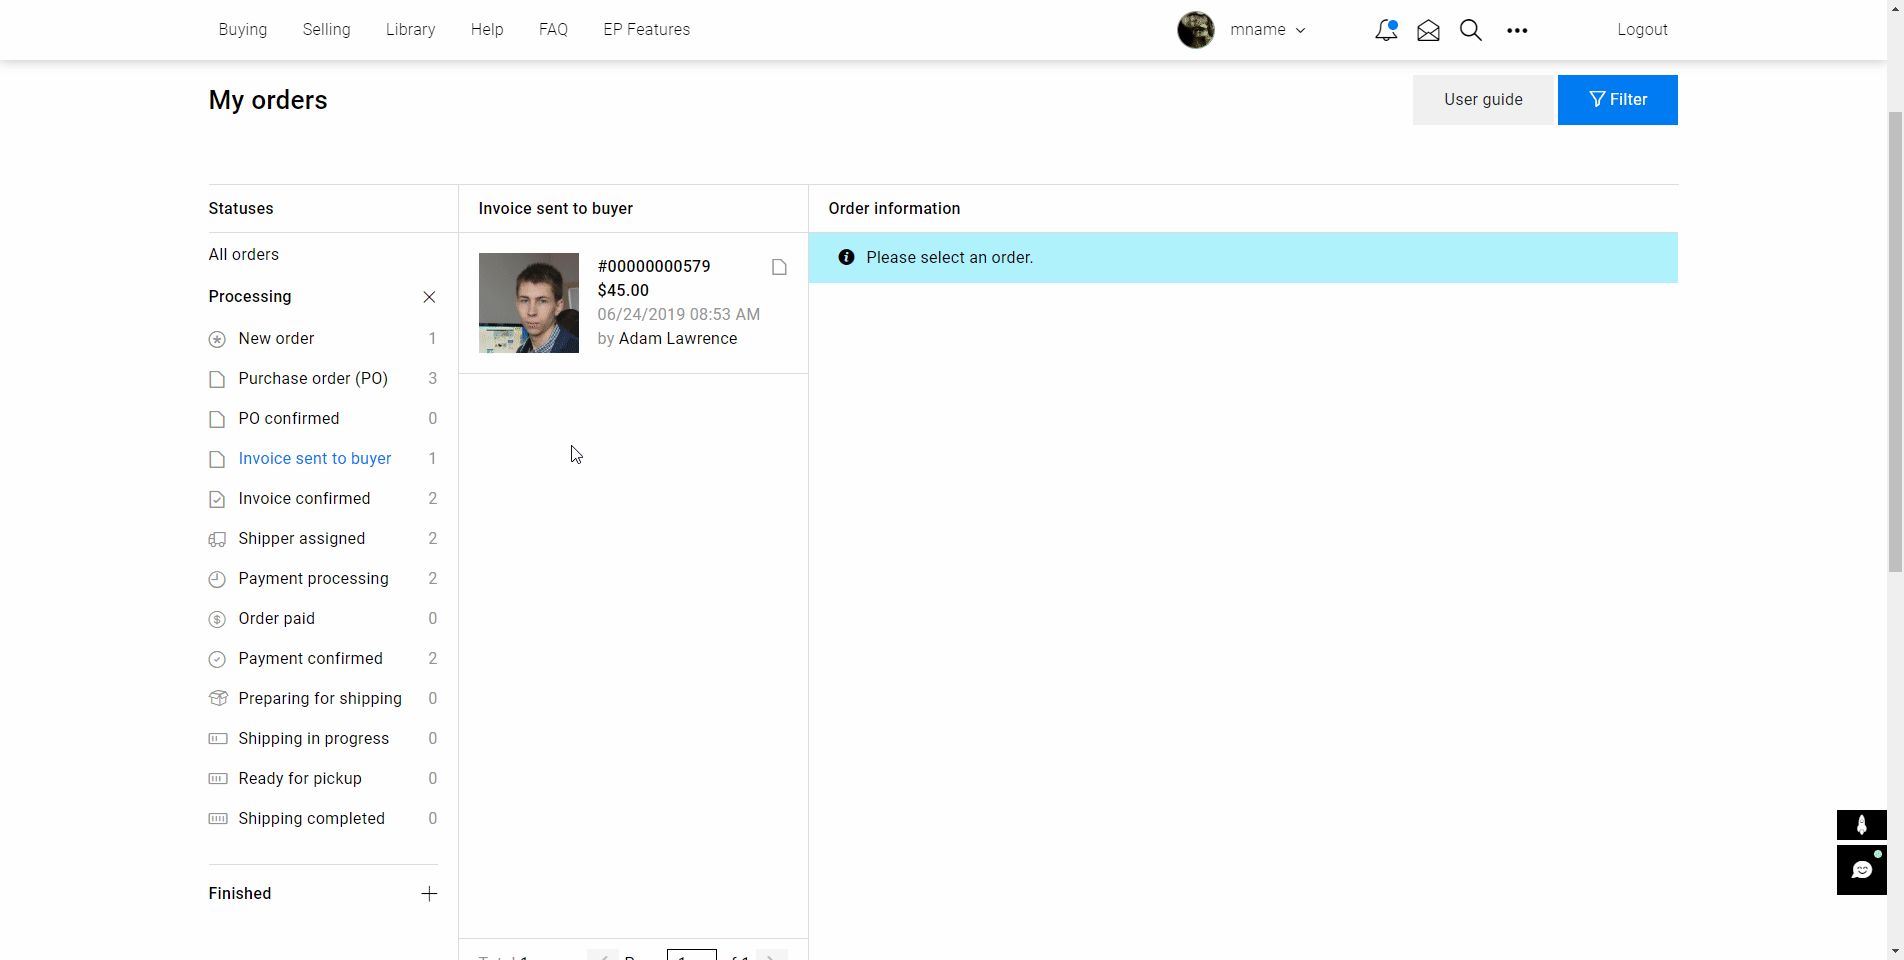 Buying Selling Library Help FAQ EP Features mname Logout
My orders
User guide
Filter
Statuses
All orders
Processing
New order 1
Purchase order (PO) 3
PO confirmed 0
Invoice sent to buyer 1
Invoice confirmed 2
Shipper assigned 2
Payment processing 2
Order paid 0
Payment confirmed 2
Preparing for shipping 0
Shipping in progress 0
Ready for pickup 0
Shipping completed 0
Finished
Invoice sent to buyer
#00000000579
$45.00
06/24/2019 08:53 AM
by Adam Lawrence
Order information
Please select an order.